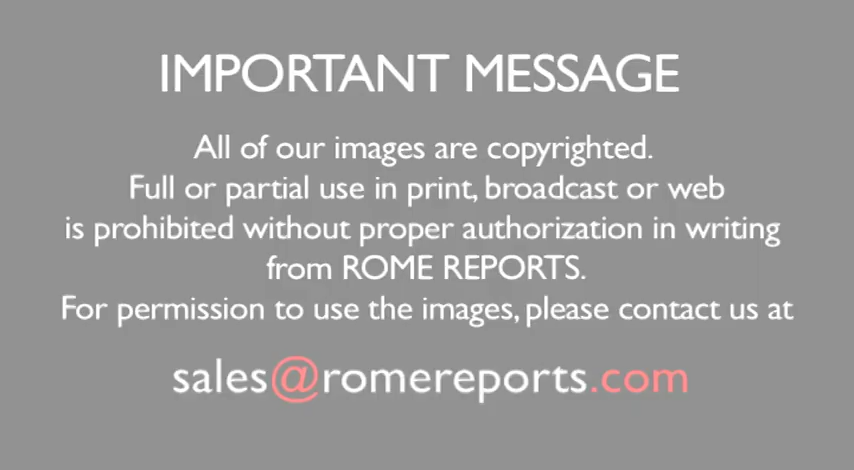 IMPORTANT MESSAGE
All of our images are copyrighted.
Full or partial use in print, broadcast or web
is prohibited without proper authorization in writing
from ROME REPORTS.
For permission to use the images, please contact us at
sales@romereports.com